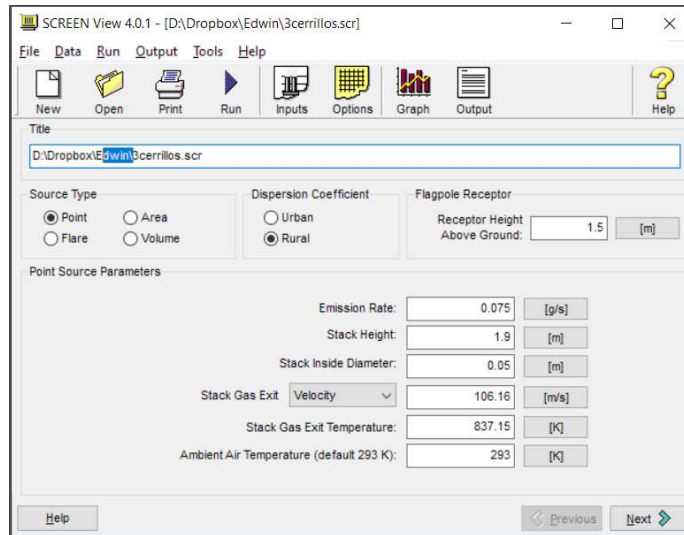 SCREEN View 4.0.1 - [D:\Dropbox\Edwin\3cerrillos.scr]
File Data Run Output Tools Help
New Open Print Run Inputs Options Graph Output Help
Title
D:\Dropbox\Edwin\3cerrillos.scr
Source Type Dispersion Coefficient Flagpole Receptor
Point Area Urban Receptor Height Above Ground: 1.5 [m]
Flare Volume Rural
Point Source Parameters
Emission Rate: 0.075 [g/s]
Stack Height: 1.9 [m]
Stack Inside Diameter: 0.05 [m]
Stack Gas Exit Velocity 106.16 [m/s]
Stack Gas Exit Temperature: 837.15 [K]
Ambient Air Temperature (default 293 K): 293 [K]
Help Previous Next